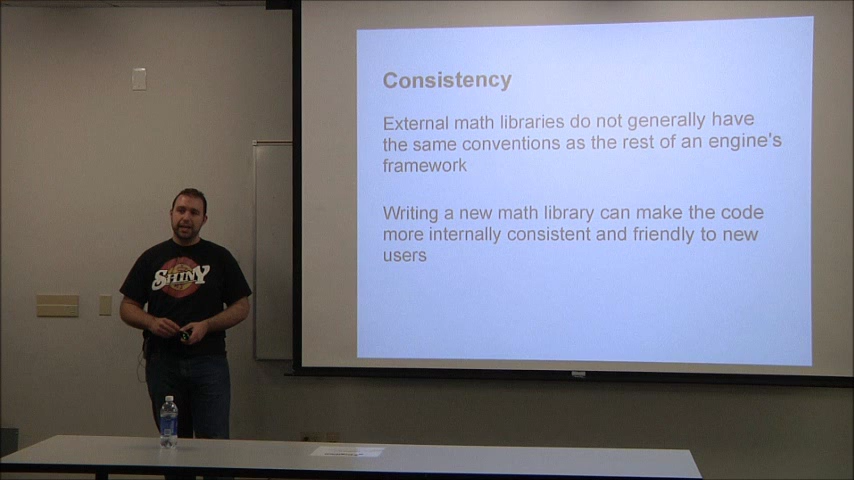 Consistency
External math libraries do not generally have
the same conventions as the rest of an engine's
framework
Writing a new math library can make the code
more internally consistent and friendly to new
users
SHINY